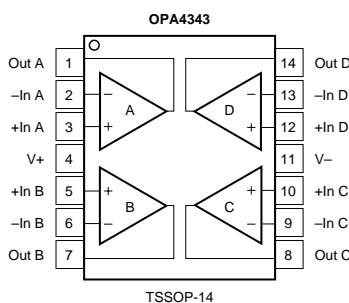 OPA4343
Out A 1 14 Out D
–In A 2 – – 13 –In D
A D
+In A 3 + + 12 +In D
V+ 4 11 V–
+In B 5 + + 10 +In C
B C
–In B 6 – – 9 –In C
Out B 7 8 Out C
TSSOP-14